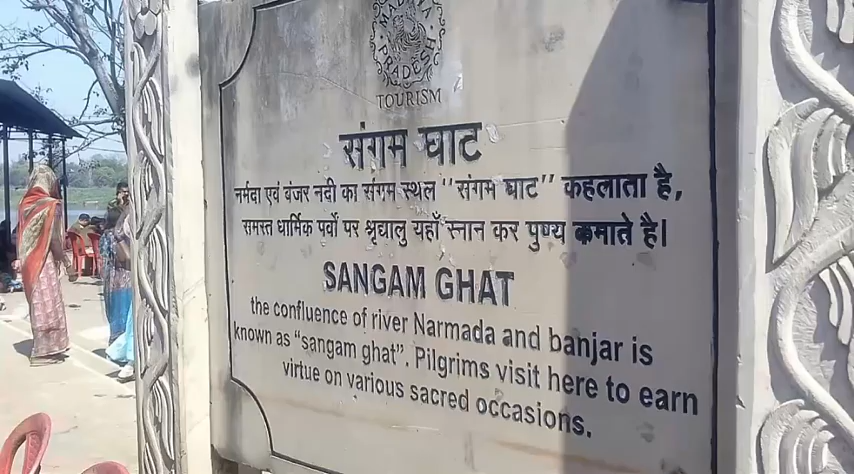 MADHYA PRADESH
TOURISM
संगम घाट
नर्मदा एवं वंजर नदी का संगम स्थल "संगम घाट" कहलाता है,
समस्त धार्मिक पर्वो पर श्रृध्दालु यहाँ स्नान कर पुण्य कमाते है।
SANGAM GHAT
the confluence of river Narmada and banjar is
known as "sangam ghat". Pilgrims visit here to earn
virtue on various sacred occasions.